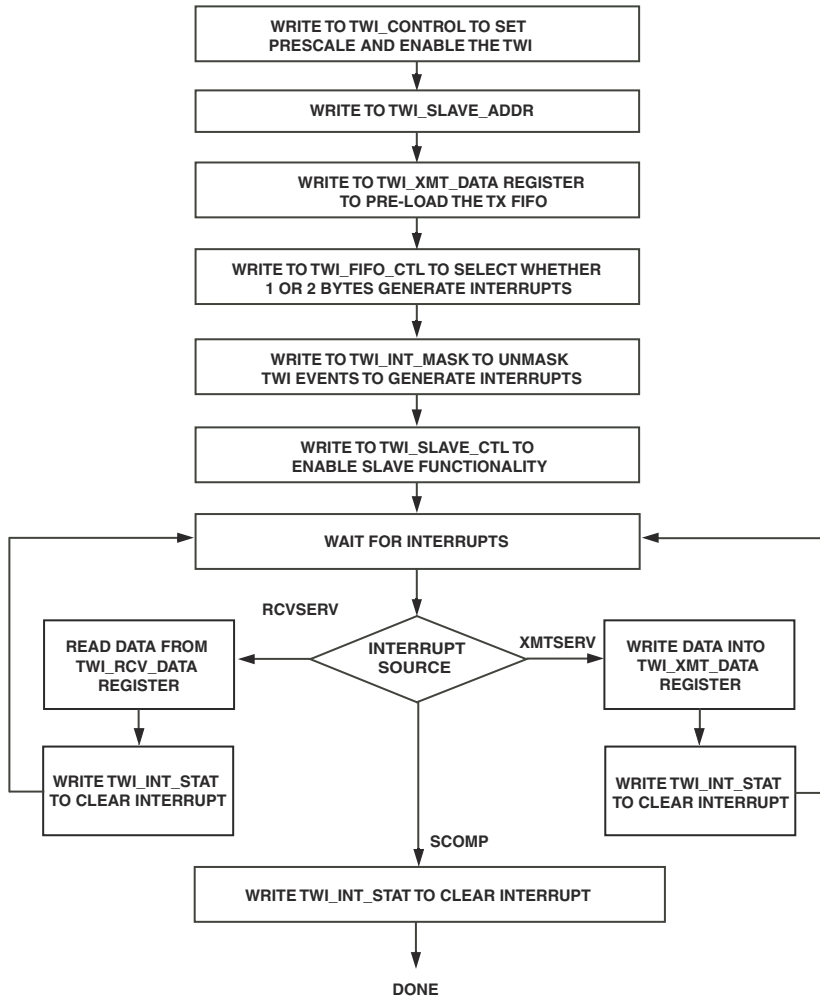 WRITE TO TWI_CONTROL TO SET
PRESCALE AND ENABLE THE TWI
WRITE TO TWI_SLAVE_ADDR
WRITE TO TWI_XMT_DATA REGISTER
TO PRE-LOAD THE TX FIFO
WRITE TO TWI_FIFO_CTL TO SELECT WHETHER
1 OR 2 BYTES GENERATE INTERRUPTS
WRITE TO TWI_INT_MASK TO UNMASK
TWI EVENTS TO GENERATE INTERRUPTS
WRITE TO TWI_SLAVE_CTL TO
ENABLE SLAVE FUNCTIONALITY
WAIT FOR INTERRUPTS
RCVSERV
INTERRUPT
SOURCE
XMTSERV
READ DATA FROM
TWI_RCV_DATA
REGISTER
WRITE DATA INTO
TWI_XMT_DATA
REGISTER
WRITE TWI_INT_STAT
TO CLEAR INTERRUPT
WRITE TWI_INT_STAT
TO CLEAR INTERRUPT
SCOMP
WRITE TWI_INT_STAT TO CLEAR INTERRUPT
DONE